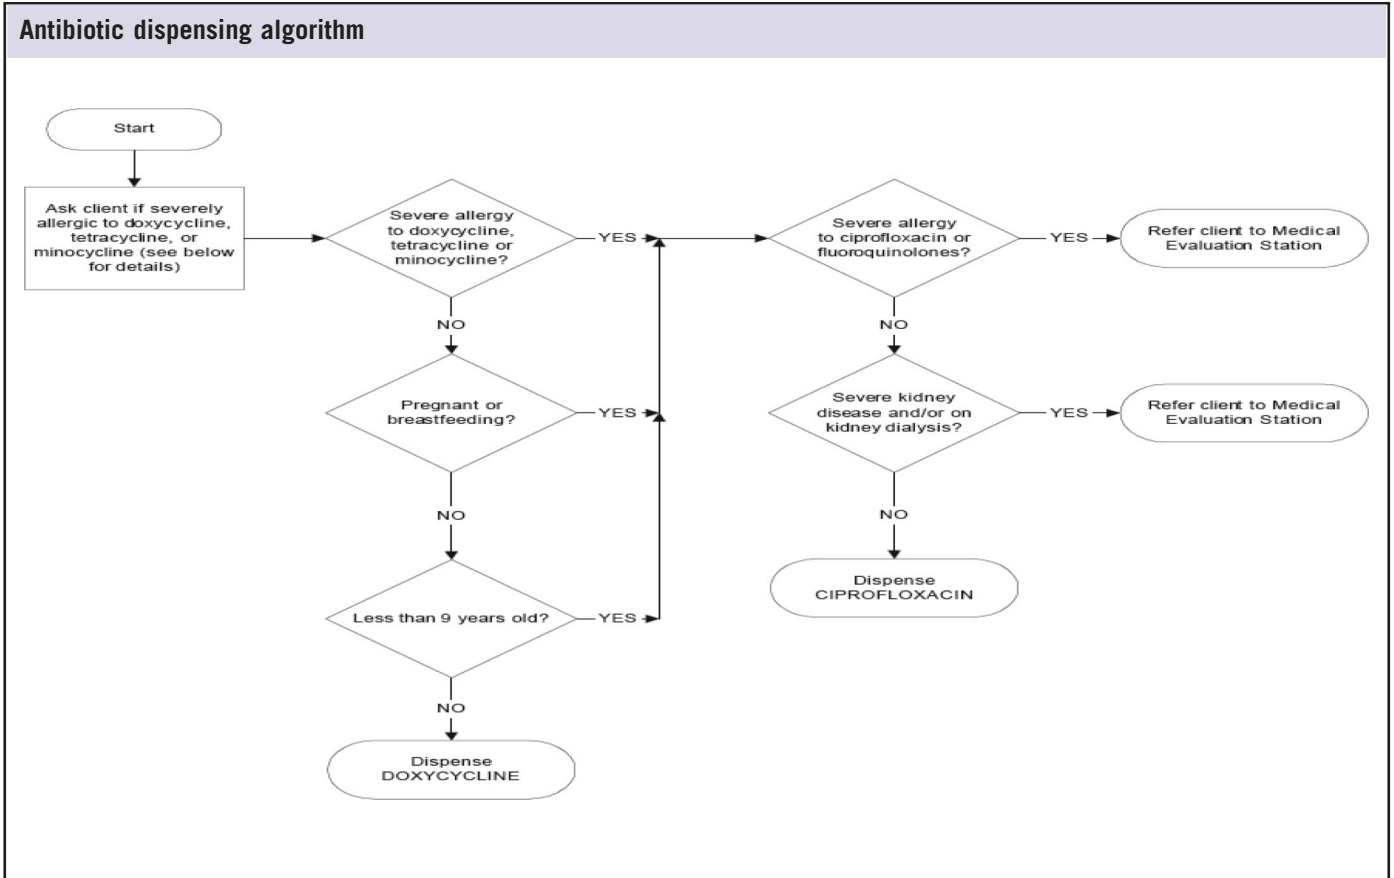 Antibiotic dispensing algorithm
Start
Ask client if severely
allergic to doxycycline,
tetracycline, or
minocycline (see below
for details)
Severe allergy
to doxycycline,
tetracycline or
minocycline?
YES
Severe allergy
to ciprofloxacin or
fluoroquinolones?
YES
Refer client to Medical
Evaluation Station
NO
NO
Pregnant or
breastfeeding?
YES
Severe kidney
disease and/or on
kidney dialysis?
YES
Refer client to Medical
Evaluation Station
NO
NO
Less than 9 years old?
YES
Dispense
CIPROFLOXACIN
NO
Dispense
DOXYCYCLINE